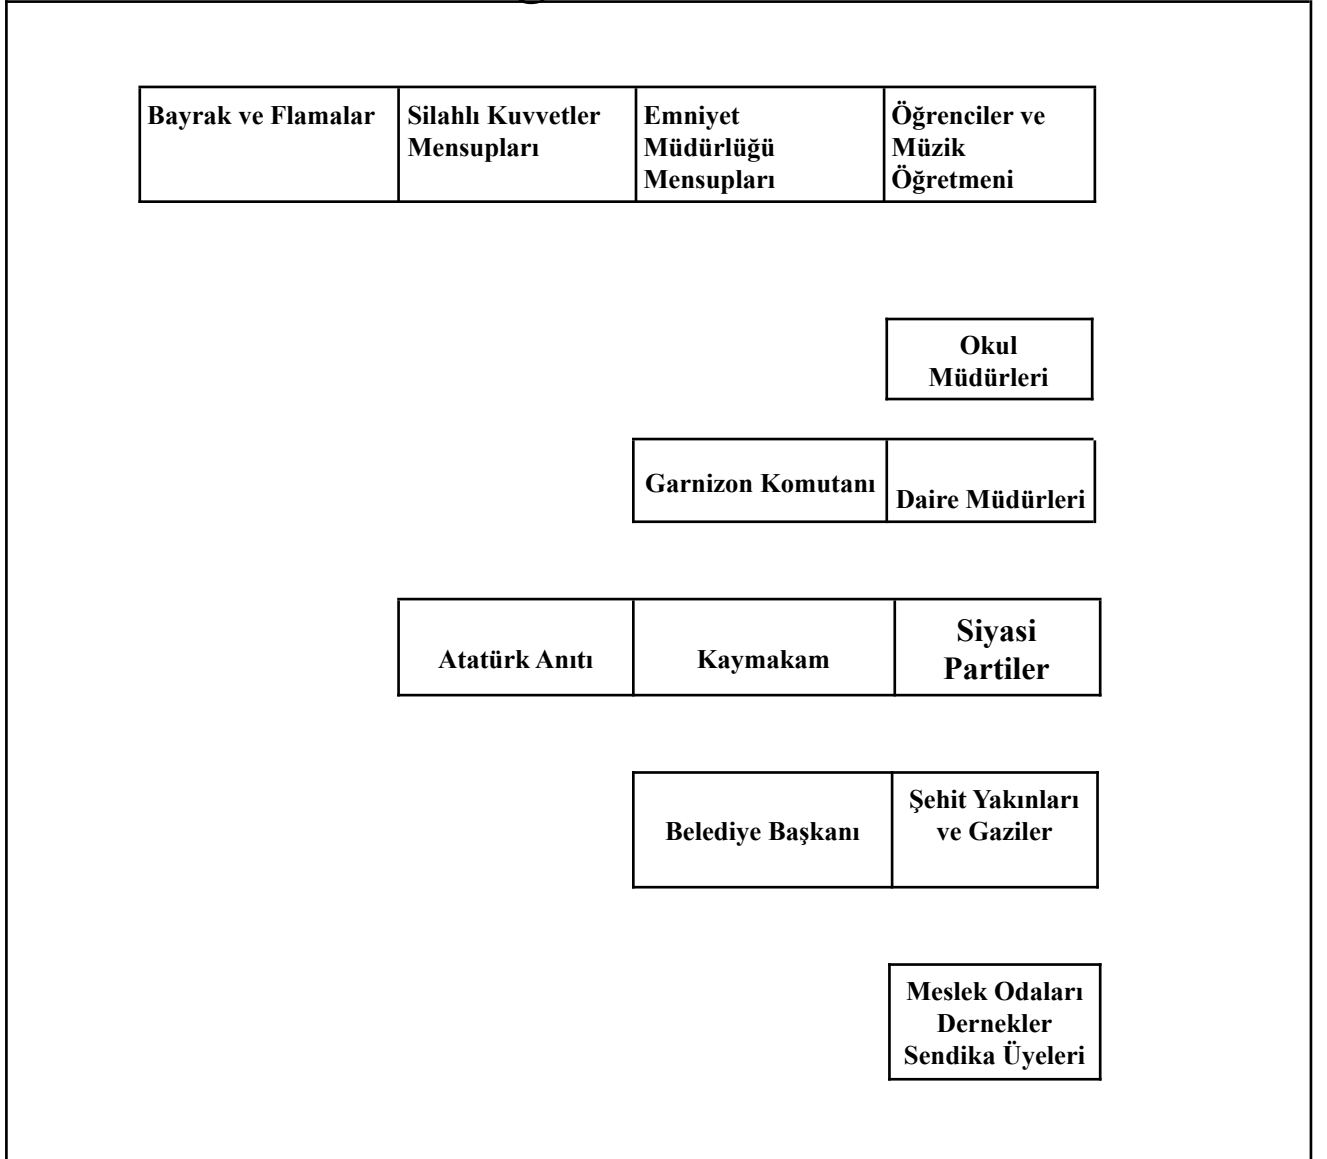 Bayrak ve Flamalar
Silahlı Kuvvetler
Mensupları
Emniyet
Müdürlüğü
Mensupları
Öğrenciler ve
Müzik
Öğretmeni
Okul
Müdürleri
Garnizon Komutanı
Daire Müdürleri
Atatürk Anıtı
Kaymakam
Siyasi
Partiler
Belediye Başkanı
Şehit Yakınları
ve Gaziler
Meslek Odaları
Dernekler
Sendika Üyeleri